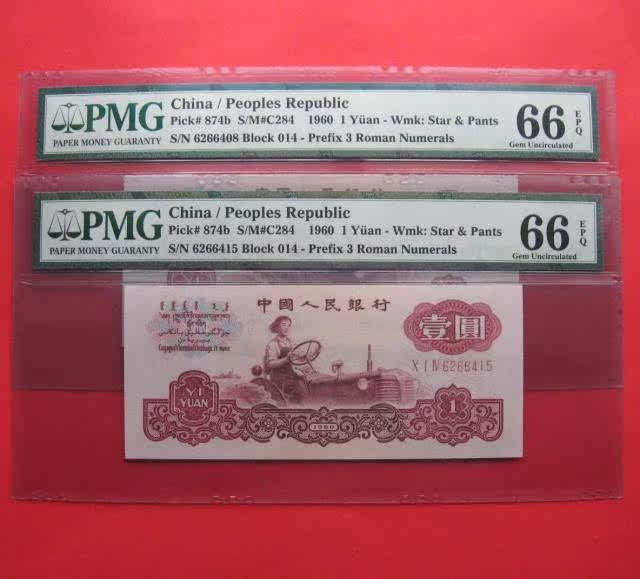 PMG
PAPER MONEY GUARANTY
China / Peoples Republic
Pick# 874b S/M#C284 1960 1 Yüan - Wmk: Star & Pants
S/N 6266408 Block 014 - Prefix 3 Roman Numerals
66 EPQ
Gem Uncirculated
PMG
PAPER MONEY GUARANTY
China / Peoples Republic
Pick# 874b S/M#C284 1960 1 Yüan - Wmk: Star & Pants
S/N 6266415 Block 014 - Prefix 3 Roman Numerals
66 EPQ
Gem Uncirculated
中國人民銀行
壹圓
X I IV 6266415
YI
YUAN
1960
1